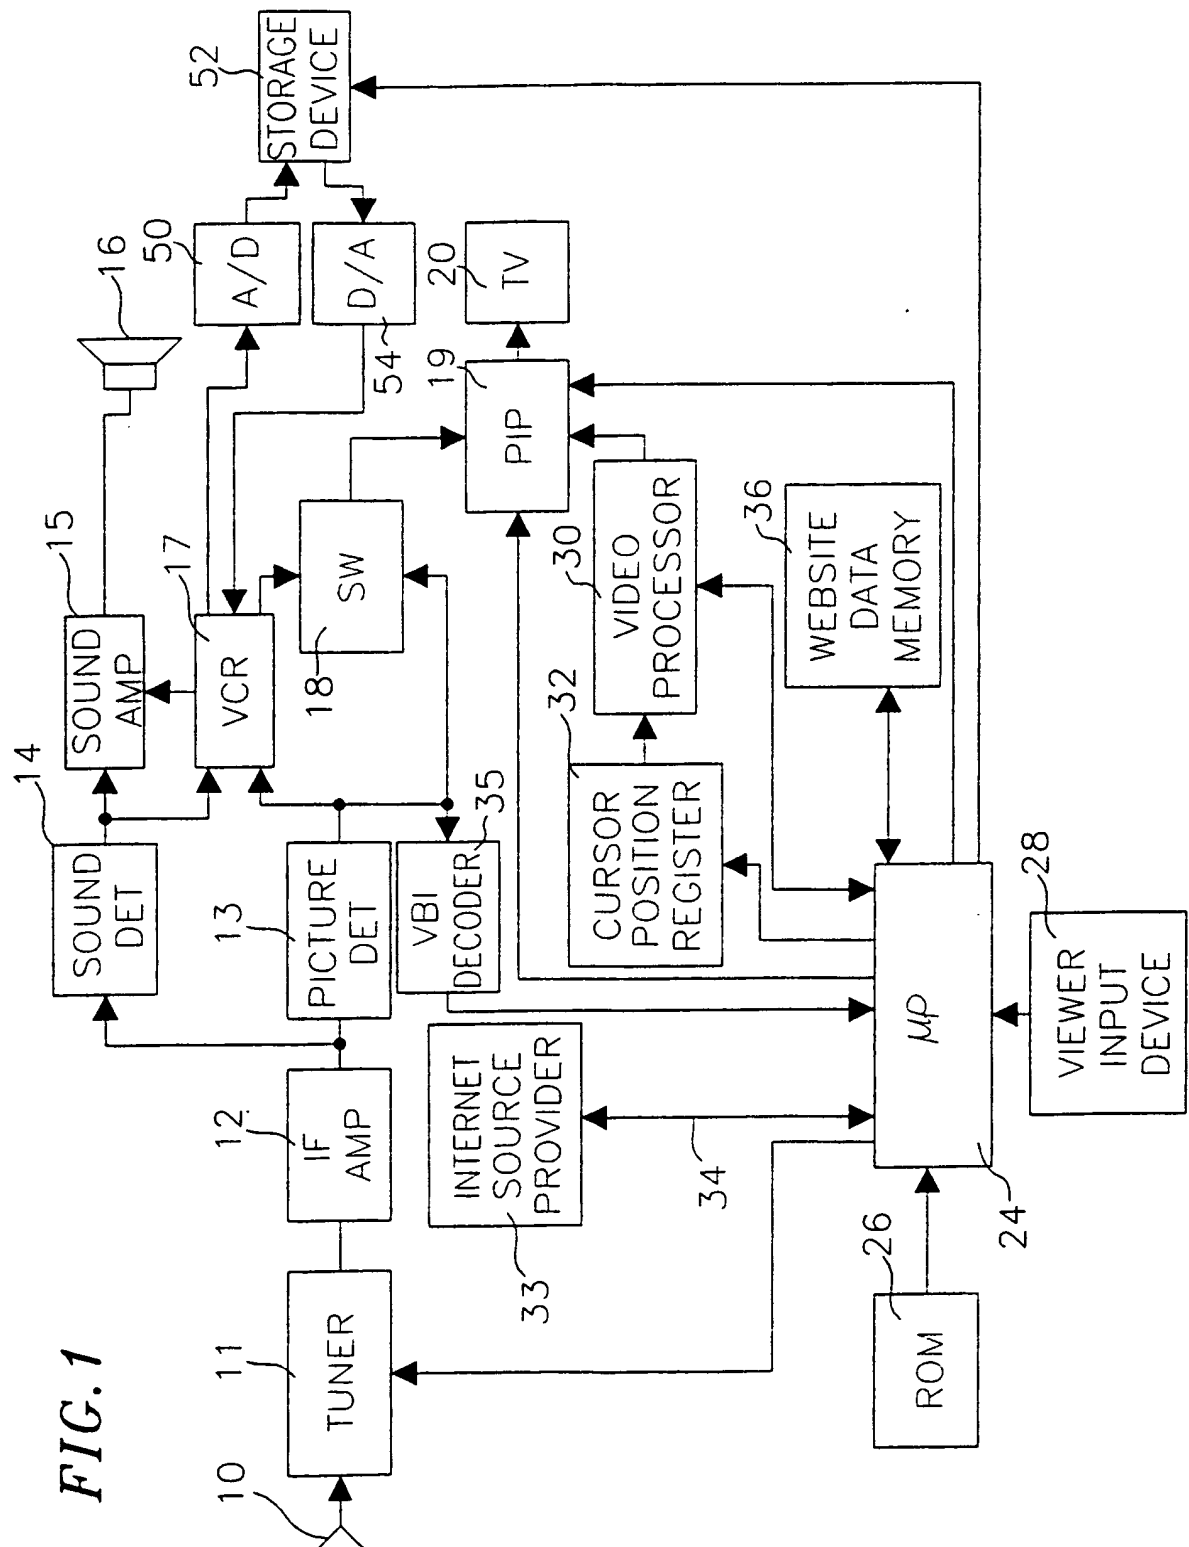 FIG.1
10
11
TUNER
12
IF
AMP
13
PICTURE
DET
14
SOUND
DET
15
SOUND
AMP
16
17
VCR
18
SW
50
A/D
52
STORAGE
DEVICE
54
D/A
19
PIP
20
TV
35
VBI
DECODER
33
INTERNET
SOURCE
PROVIDER
34
32
CURSOR
POSITION
REGISTER
30
VIDEO
PROCESSOR
36
WEBSITE
DATA
MEMORY
24
μP
26
ROM
28
VIEWER
INPUT
DEVICE